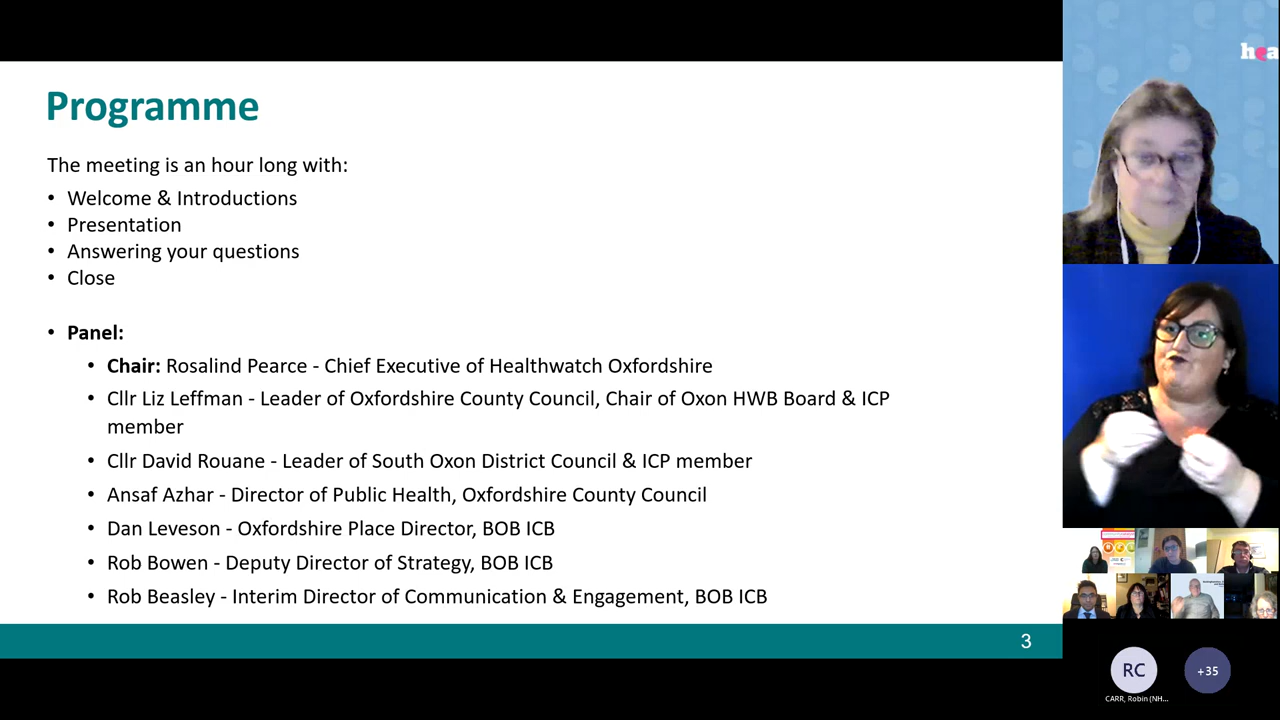 Programme
The meeting is an hour long with:
• Welcome & Introductions
• Presentation
• Answering your questions
• Close
• Panel:
• Chair: Rosalind Pearce - Chief Executive of Healthwatch Oxfordshire
• Cllr Liz Leffman - Leader of Oxfordshire County Council, Chair of Oxon HWB Board & ICP
member
• Cllr David Rouane - Leader of South Oxon District Council & ICP member
• Ansaf Azhar - Director of Public Health, Oxfordshire County Council
• Dan Leveson - Oxfordshire Place Director, BOB ICB
• Rob Bowen - Deputy Director of Strategy, BOB ICB
• Rob Beasley - Interim Director of Communication & Engagement, BOB ICB
3
hea
RC
+35
CARR, Robin (NH...